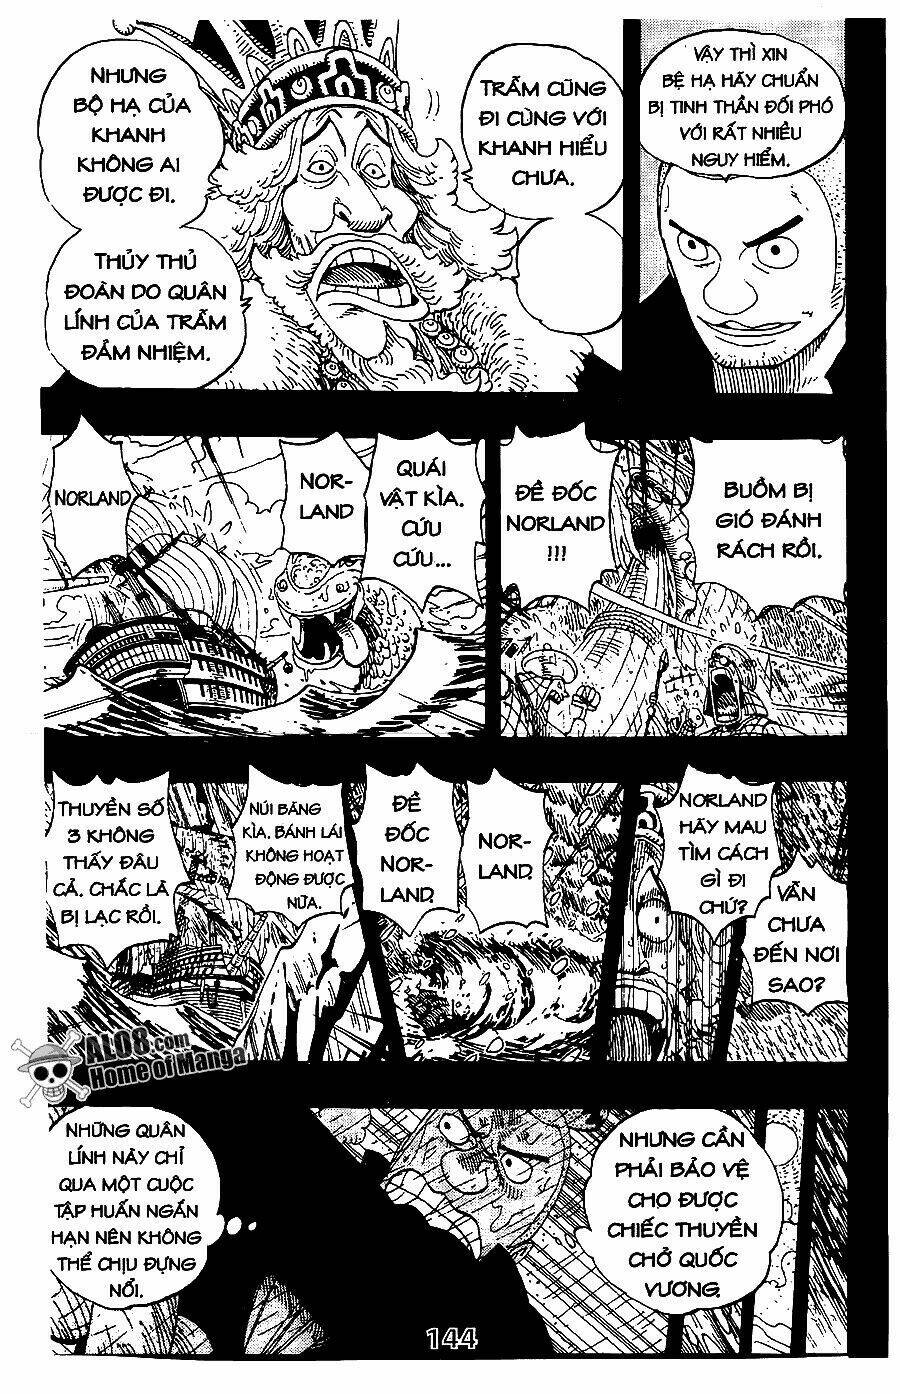 VẬY THÌ XIN
BỆ HẠ HÃY CHUẨN
BỊ TINH THẦN ĐỐI PHÓ
VỚI RẤT NHIỀU
NGUY HIỂM.
TRẪM CŨNG
ĐI CÙNG VỚI
KHANH HIỂU
CHƯA.
NHƯNG
BỘ HẠ CỦA
KHANH
KHÔNG AI
ĐƯỢC ĐI.
THỦY THỦ
ĐOÀN DO QUÂN
LÍNH CỦA TRẪM
ĐẢM NHIỆM.
BUỒM BỊ
GIÓ ĐÁNH
RÁCH RỒI.
ĐỀ ĐỐC
NORLAND
!!!
QUÁI
VẬT KÌA.
CỨU
CỨU...
NOR-
LAND
NORLAND
NORLAND
HÃY MAU
TÌM CÁCH
GÌ ĐI
CHỨ?
VẪN
CHƯA
ĐẾN NƠI
SAO?
NOR-
LAND.
ĐỀ
ĐỐC
NOR-
LAND.
NÚI BĂNG
KÌA. BÁNH LÁI
KHÔNG HOẠT
ĐỘNG ĐƯỢC
NỮA.
THUYỀN SỐ
3 KHÔNG
THẤY ĐÂU
CẢ. CHẮC LÀ
BỊ LẠC RỒI.
AL08.com
Home of Manga
NHƯNG CẦN
PHẢI BẢO VỆ
CHO ĐƯỢC
CHIẾC THUYỀN
CHỞ QUỐC
VƯƠNG.
NHỮNG QUÂN
LÍNH NÀY CHỈ
QUA MỘT CUỘC
TẬP HUẤN NGẮN
HẠN NÊN KHÔNG
THỂ CHỊU ĐỰNG
NỔI.
144